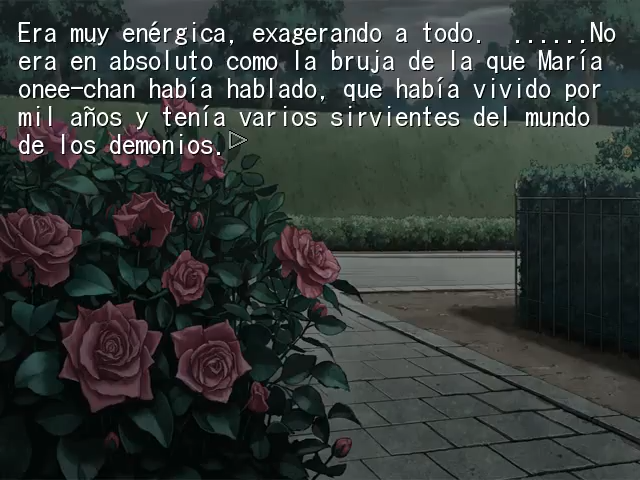 Era muy enérgica, exagerando a todo.  ......No
era en absoluto como la bruja de la que María
onee-chan había hablado, que había vivido por
mil años y tenía varios sirvientes del mundo
de los demonios.